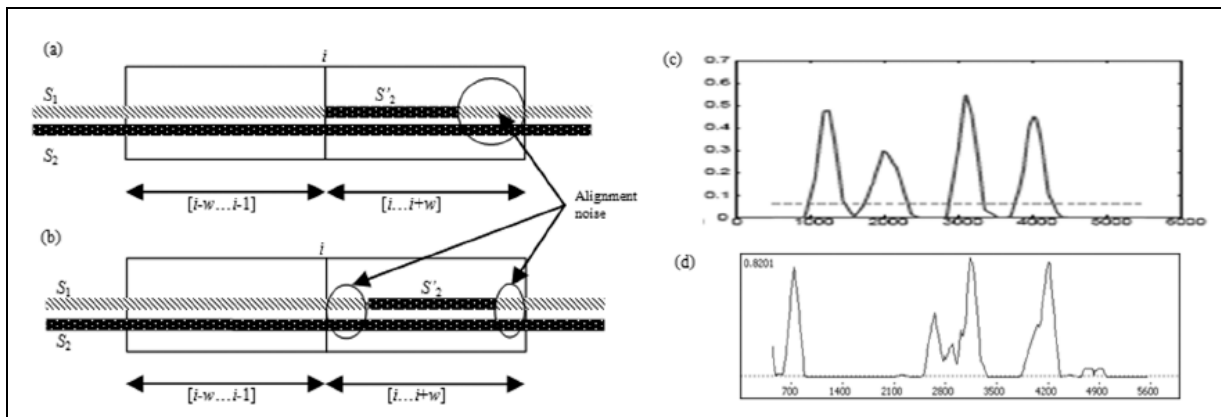 (a)
i
S1
S'2
S2
[i-w…i-1]
[i…i+w]
Alignment
noise
(b)
i
S1
S'2
S2
[i-w…i-1]
[i…i+w]
(c)
0.7
0.6
0.5
0.4
0.3
0.2
0.1
0
0 1000 2000 3000 4000 5000 6000
(d)
0.8201
700 1400 2100 2800 3500 4200 4900 5600